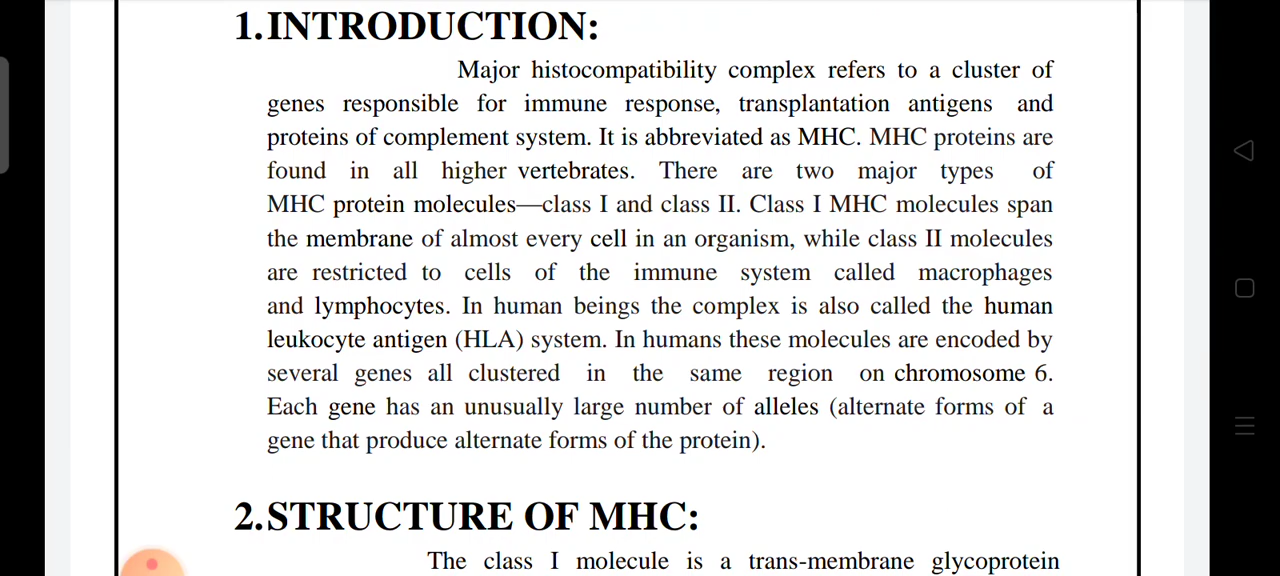 1.INTRODUCTION:
Major histocompatibility complex refers to a cluster of
genes responsible for immune response, transplantation antigens and
proteins of complement system. It is abbreviated as MHC. MHC proteins are
found in all higher vertebrates. There are two major types of
MHC protein molecules—class I and class II. Class I MHC molecules span
the membrane of almost every cell in an organism, while class II molecules
are restricted to cells of the immune system called macrophages
and lymphocytes. In human beings the complex is also called the human
leukocyte antigen (HLA) system. In humans these molecules are encoded by
several genes all clustered in the same region on chromosome 6.
Each gene has an unusually large number of alleles (alternate forms of a
gene that produce alternate forms of the protein).
2.STRUCTURE OF MHC:
The class I molecule is a trans-membrane glycoprotein